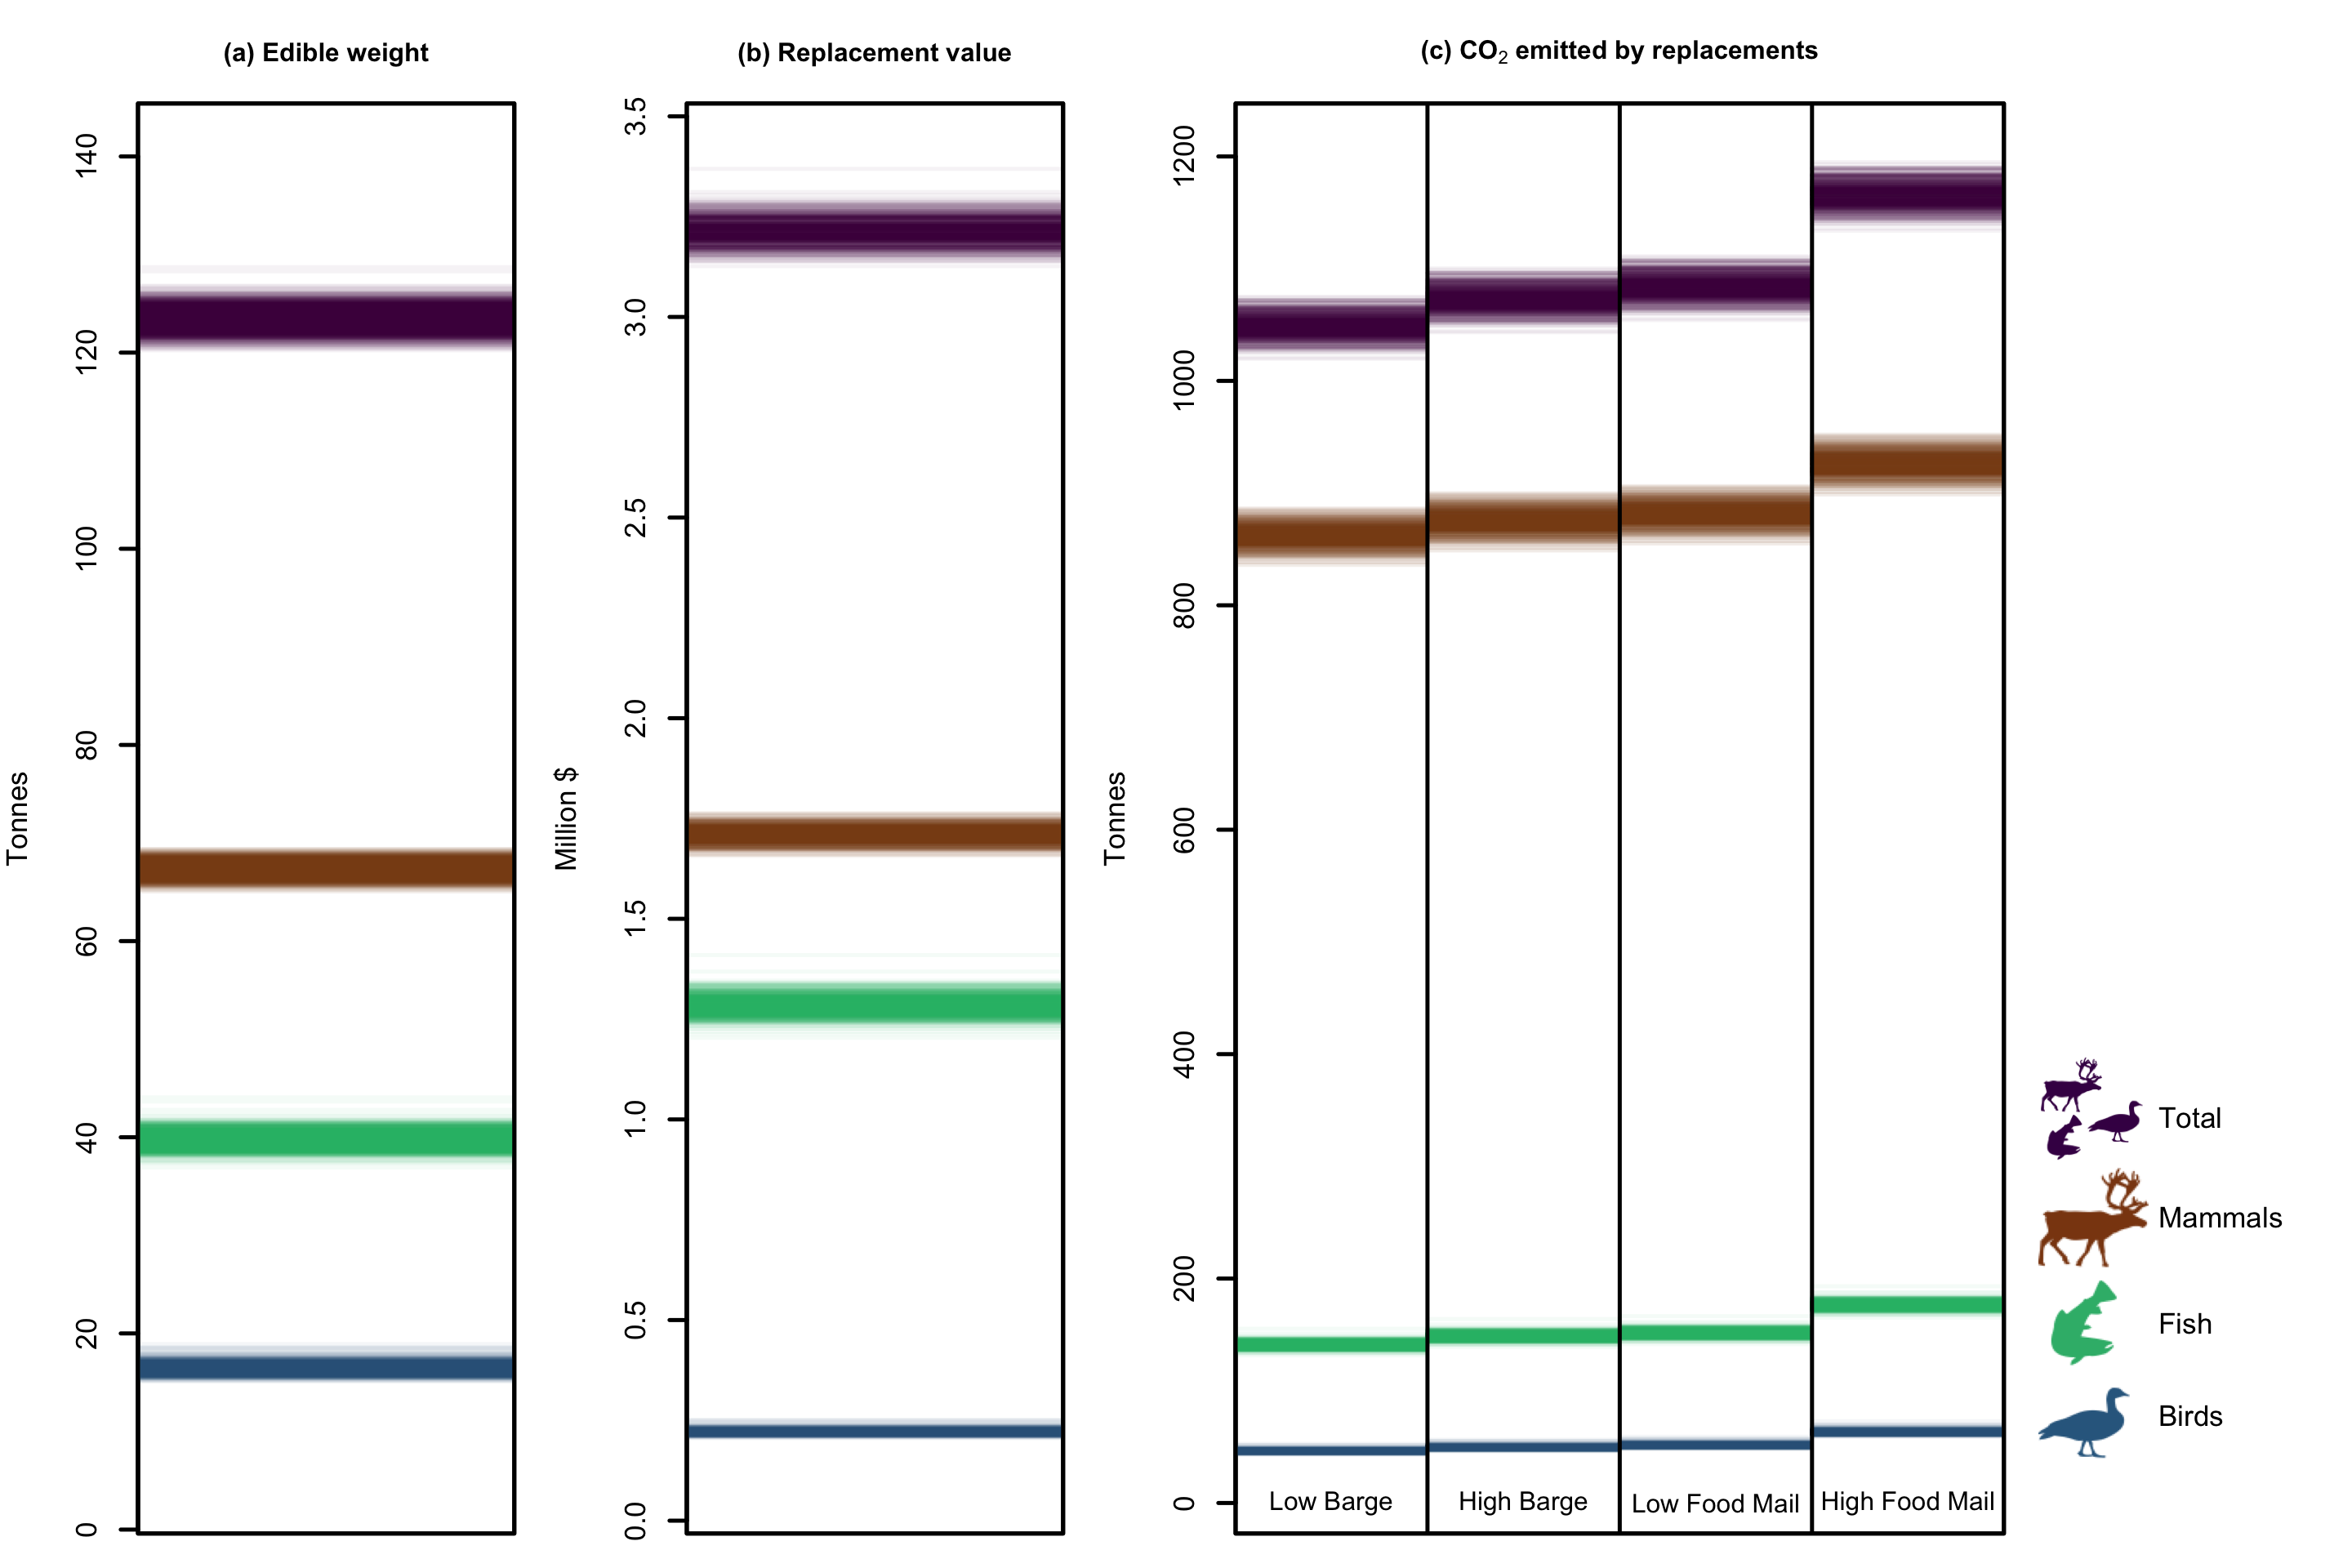 (a) Edible weight
(b) Replacement value
(c) CO₂ emitted by replacements
Tonnes
140
120
100
80
60
40
20
0
Million $
3.5
3.0
2.5
2.0
1.5
1.0
0.5
0.0
Tonnes
1200
1000
800
600
400
200
0
Low Barge
High Barge
Low Food Mail
High Food Mail
Total
Mammals
Fish
Birds